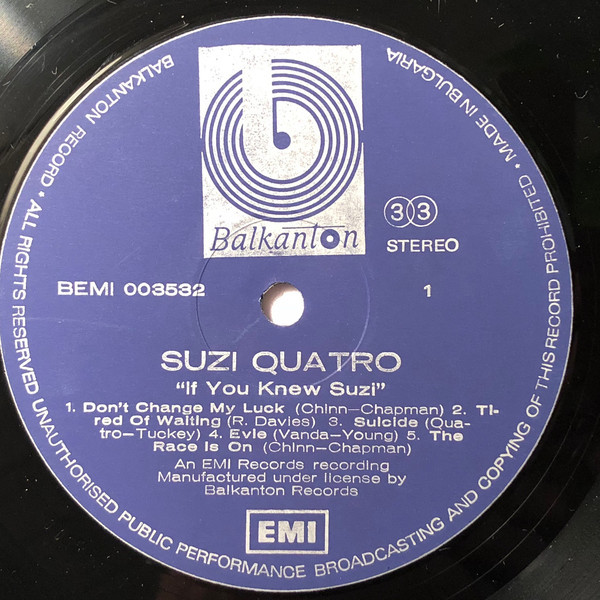 BALKANTON RECORD • ALL RIGHTS RESERVED UNAUTHORISED PUBLIC PERFORMANCE BROADCASTING AND COPYING OF THIS RECORD PROHIBITED • MADE IN BULGARIA
b
Balkanton
33
STEREO
BEMI 003532
1
SUZI QUATRO
"If You Knew Suzi"
1. Don't Change My Luck (Chinn-Chapman) 2. Ti-
red Of Waiting (R. Davies) 3. Suicide (Qua-
tro-Tuckey) 4. Evie (Vanda-Young) 5. The
Race Is On (Chinn-Chapman)
An EMI Records recording
Manufactured under license by
Balkanton Records
EMI